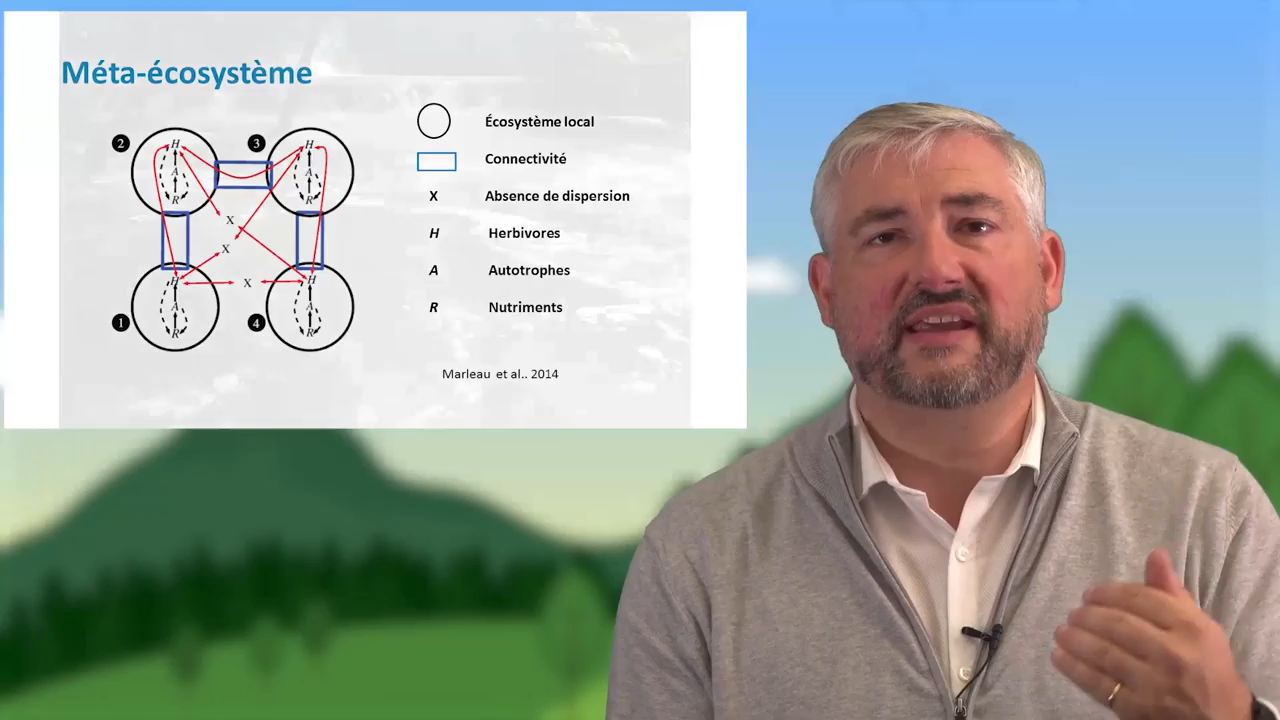 Méta-écosystème
2 3
H H
A A
R R
X
X
H X H
A A
R R
1 4
Écosystème local
Connectivité
X Absence de dispersion
H Herbivores
A Autotrophes
R Nutriments
Marleau et al.. 2014